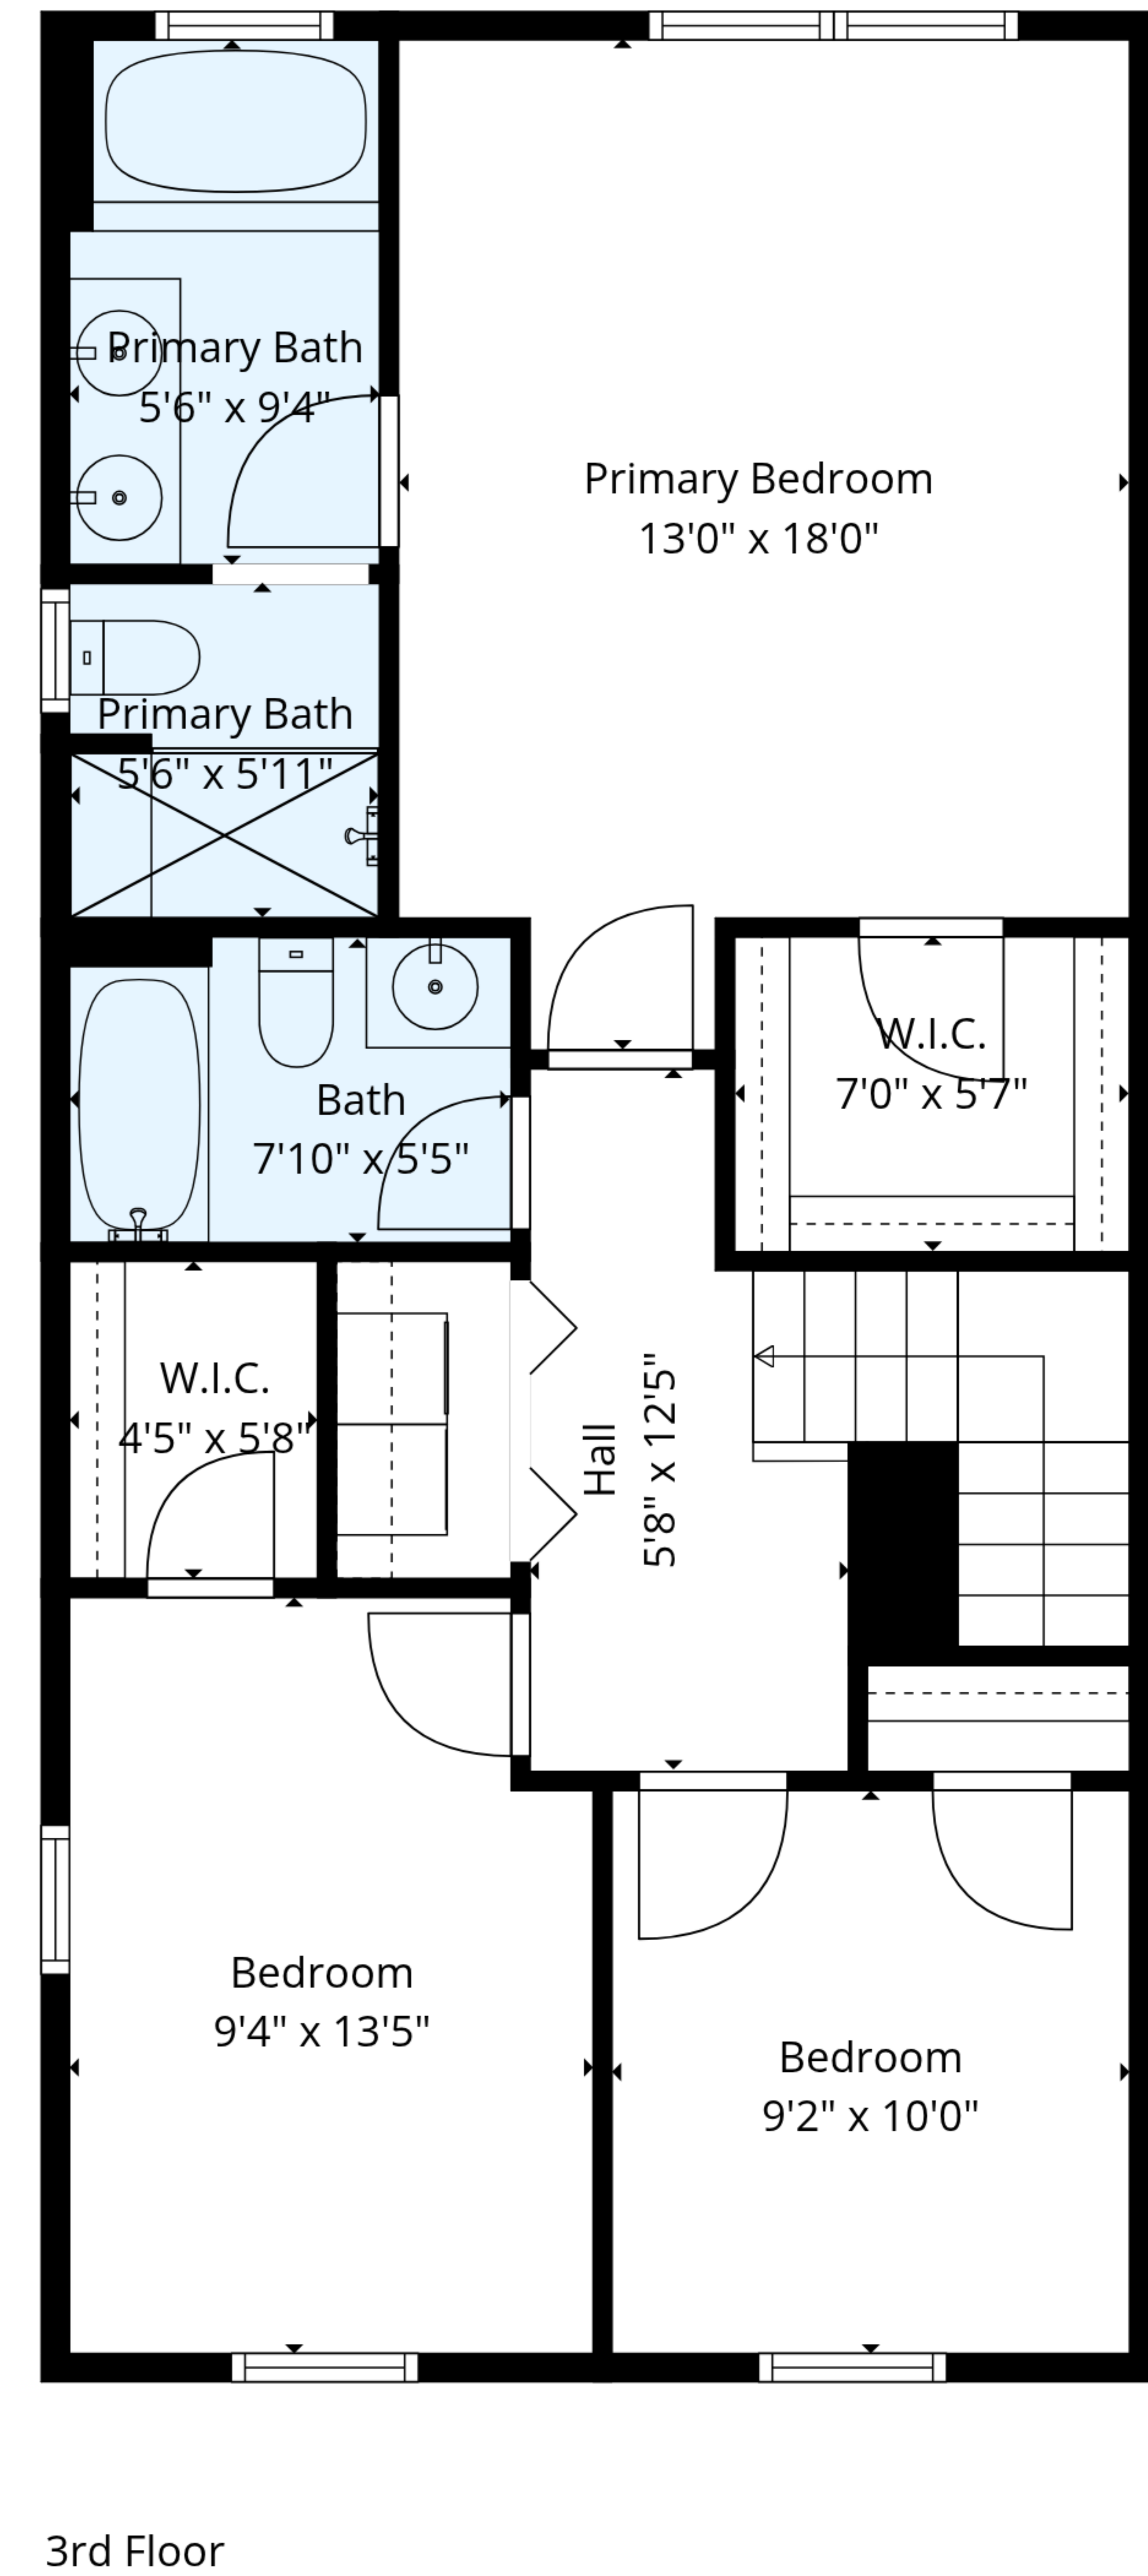 Primary Bath
5'6" x 9'4"
Primary Bedroom
13'0" x 18'0"
Primary Bath
5'6" x 5'11"
W.I.C.
7'0" x 5'7"
Bath
7'10" x 5'5"
W.I.C.
4'5" x 5'8"
Hall
5'8" x 12'5"
Bedroom
9'4" x 13'5"
Bedroom
9'2" x 10'0"
3rd Floor